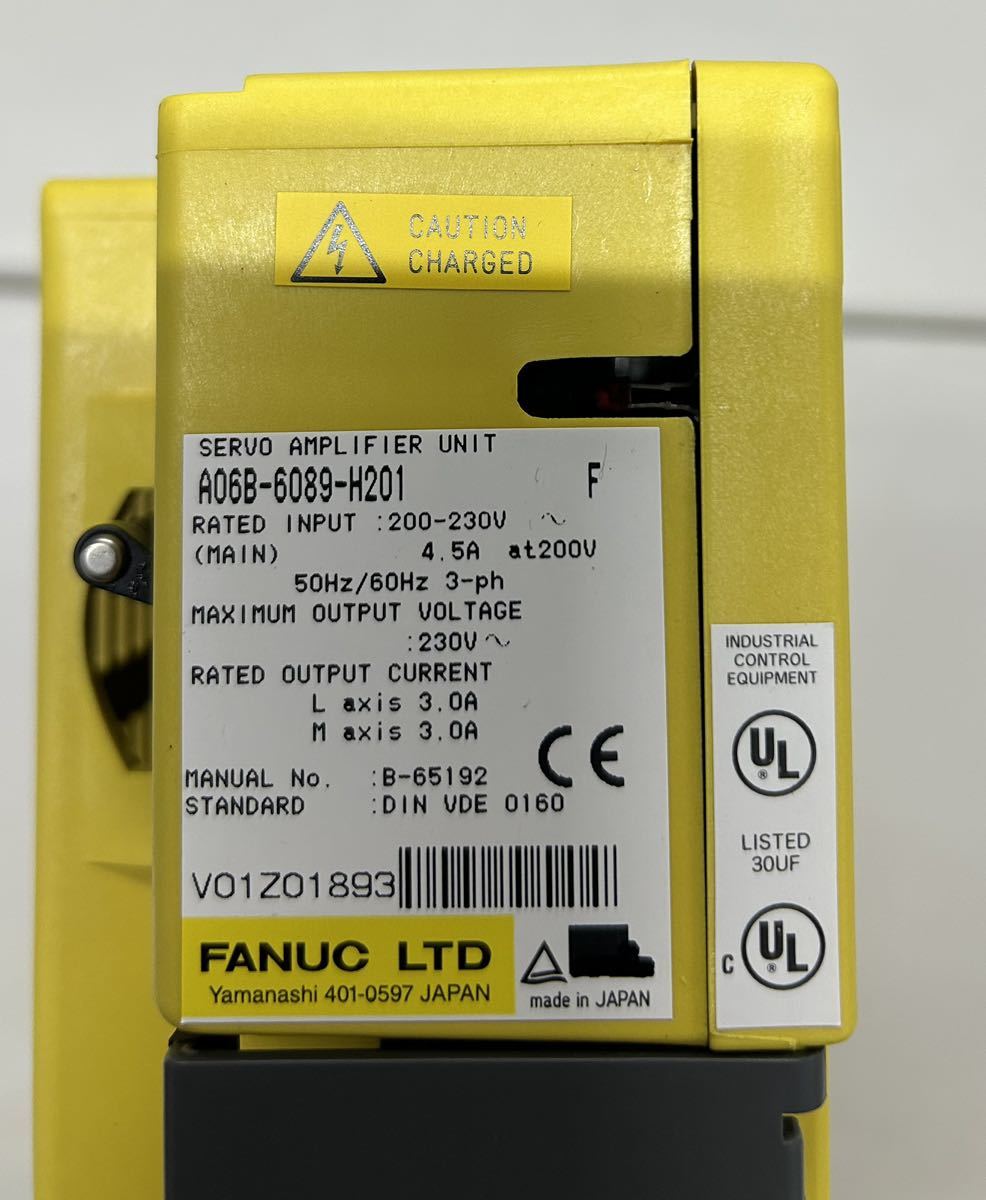 CAUTION
CHARGED
SERVO AMPLIFIER UNIT
A06B-6089-H201 F
RATED INPUT :200-230V ~
(MAIN) 4.5A at200V
50Hz/60Hz 3-ph
MAXIMUM OUTPUT VOLTAGE
:230V ~
RATED OUTPUT CURRENT
L axis 3.0A
M axis 3.0A
CE
MANUAL No. :B-65192
STANDARD :DIN VDE 0160
V01Z01893
FANUC LTD
Yamanashi 401-0597 JAPAN
made in JAPAN
INDUSTRIAL
CONTROL
EQUIPMENT
UL
®
LISTED
30UF
C UL
®